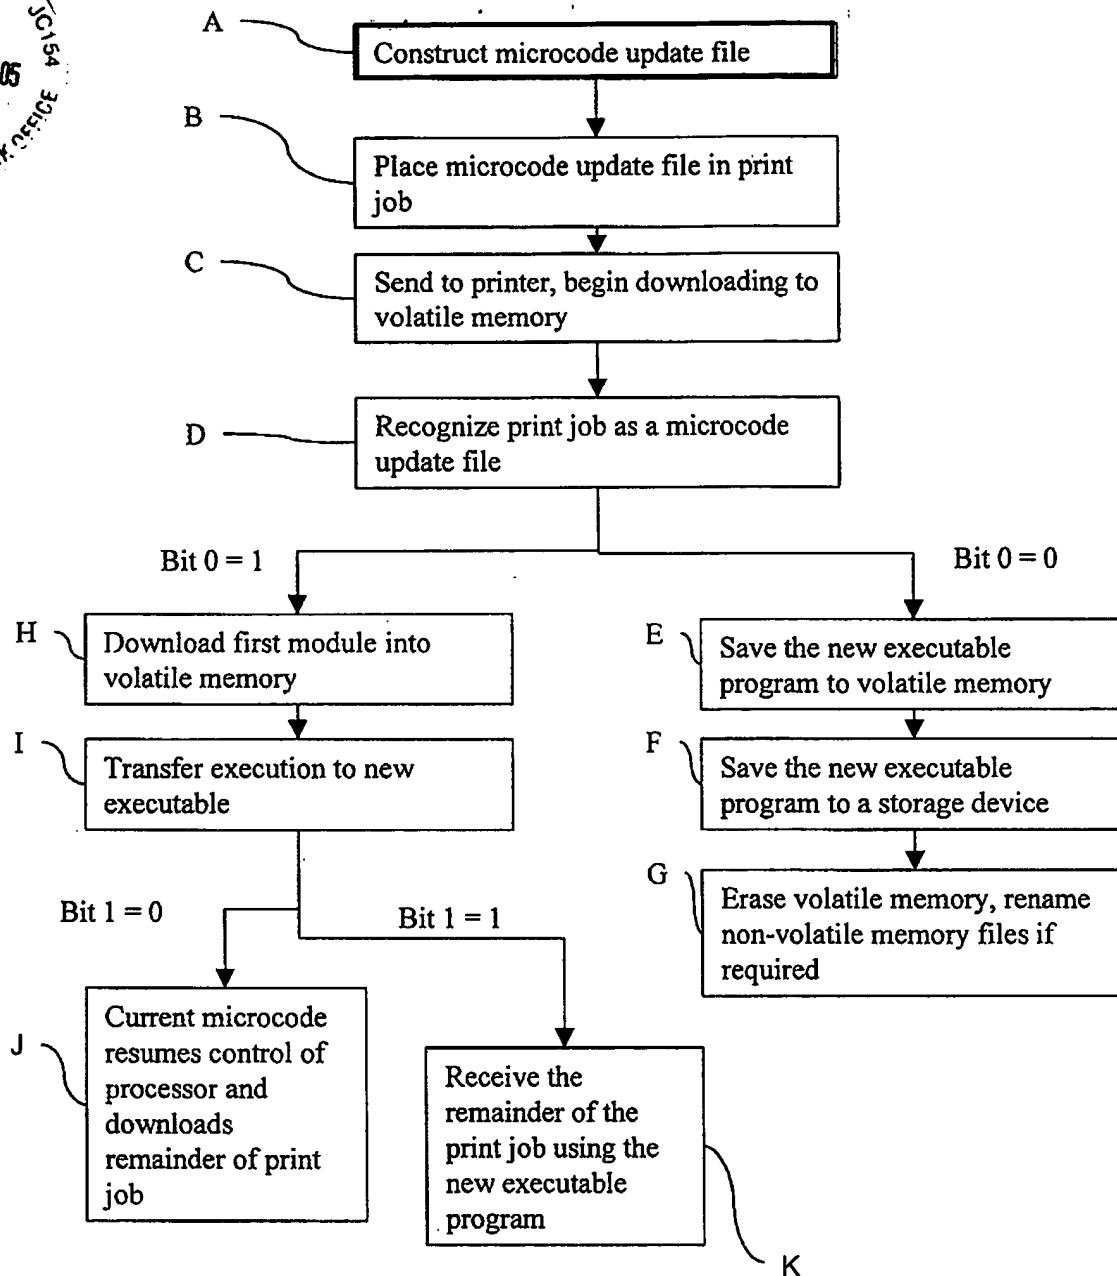 JC154
05
OFFICE
A
Construct microcode update file
B
Place microcode update file in print
job
C
Send to printer, begin downloading to
volatile memory
D
Recognize print job as a microcode
update file
Bit 0 = 1
Bit 0 = 0
H
Download first module into
volatile memory
E
Save the new executable
program to volatile memory
I
Transfer execution to new
executable
F
Save the new executable
program to a storage device
G
Erase volatile memory, rename
non-volatile memory files if
required
Bit 1 = 0
Bit 1 = 1
J
Current microcode
resumes control of
processor and
downloads
remainder of print
job
Receive the
remainder of the
print job using the
new executable
program
K